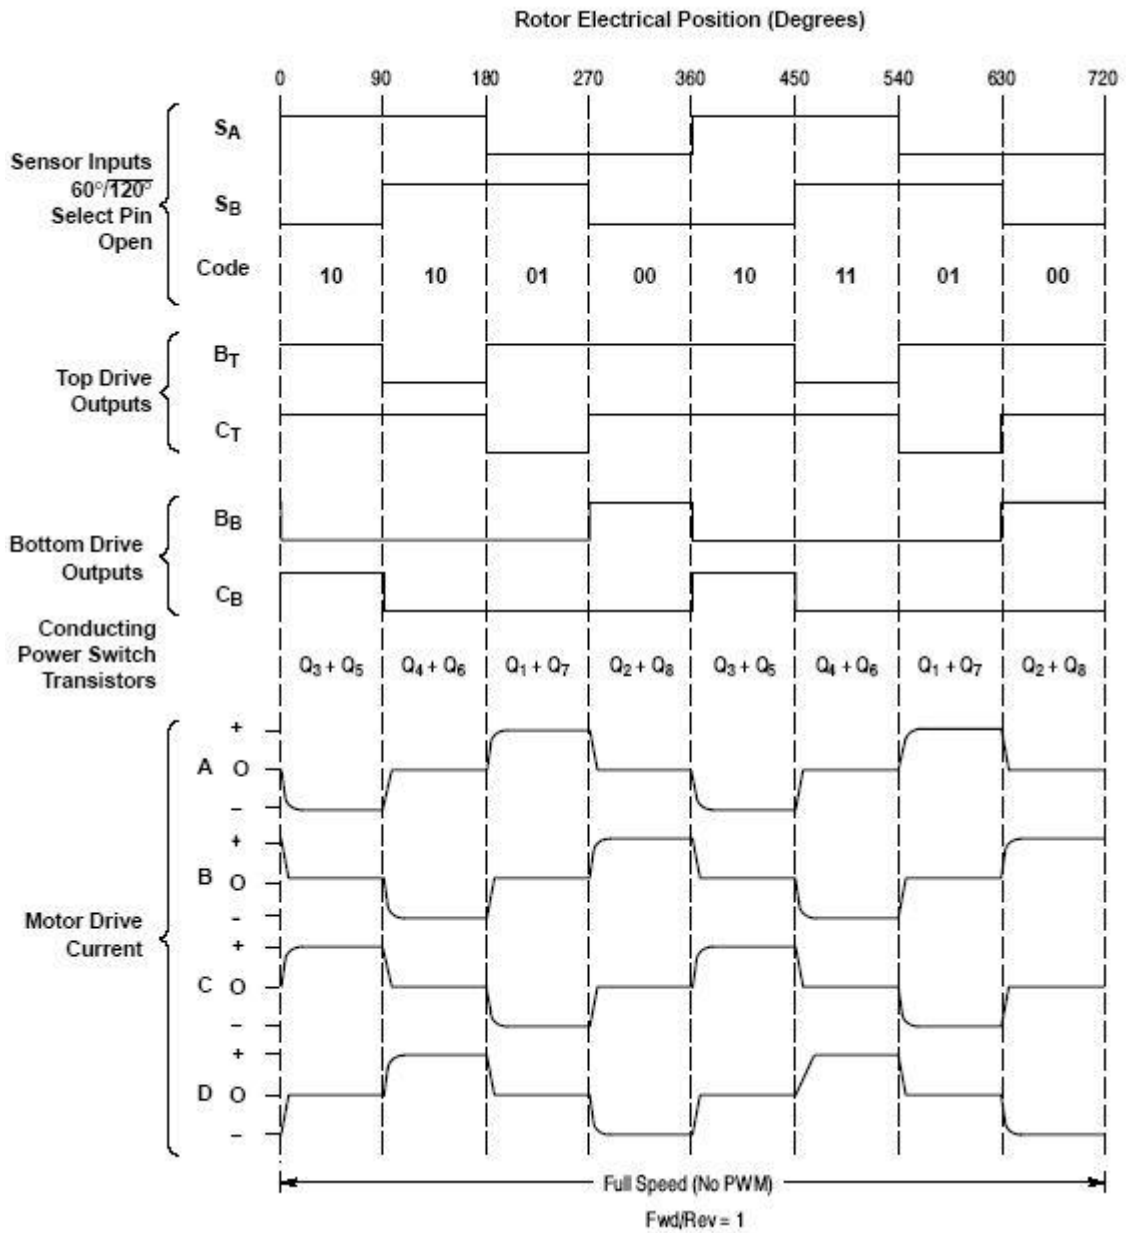 Rotor Electrical Position (Degrees)
0 90 180 270 360 450 540 630 720
Sensor Inputs
60°/120°
Select Pin
Open
SA
SB
Code 10 10 01 00 10 11 01 00
Top Drive
Outputs
BT
CT
Bottom Drive
Outputs
BB
CB
Conducting
Power Switch
Transistors
Q3 + Q5 Q4 + Q6 Q1 + Q7 Q2 + Q8 Q3 + Q5 Q4 + Q6 Q1 + Q7 Q2 + Q8
Motor Drive
Current
+
A O
–
+
B O
–
+
C O
–
+
D O
–
Full Speed (No PWM)
Fwd/Rev = 1